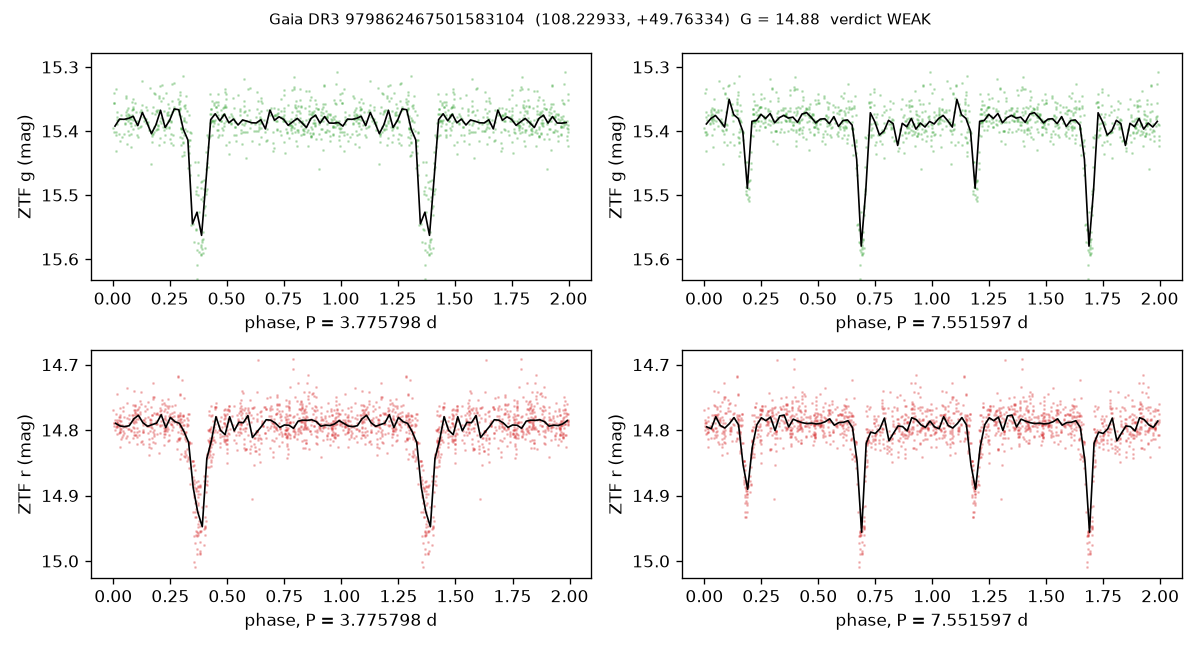 Gaia DR3 979862467501583104  (108.22933, +49.76334)  G = 14.88  verdict WEAK
15.3
15.4
15.5
15.6
ZTF g (mag)
0.00 0.25 0.50 0.75 1.00 1.25 1.50 1.75 2.00
phase, P = 3.775798 d
15.3
15.4
15.5
15.6
ZTF g (mag)
0.00 0.25 0.50 0.75 1.00 1.25 1.50 1.75 2.00
phase, P = 7.551597 d
14.7
14.8
14.9
15.0
ZTF r (mag)
0.00 0.25 0.50 0.75 1.00 1.25 1.50 1.75 2.00
phase, P = 3.775798 d
14.7
14.8
14.9
15.0
ZTF r (mag)
0.00 0.25 0.50 0.75 1.00 1.25 1.50 1.75 2.00
phase, P = 7.551597 d